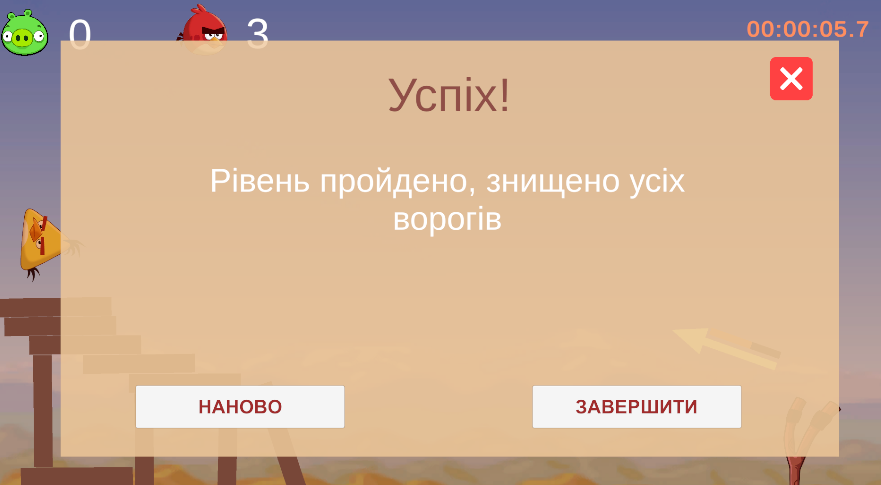 0 3 00:00:05.7
Успіх!
Рівень пройдено, знищено усіх
ворогів
НАНОВО ЗАВЕРШИТИ